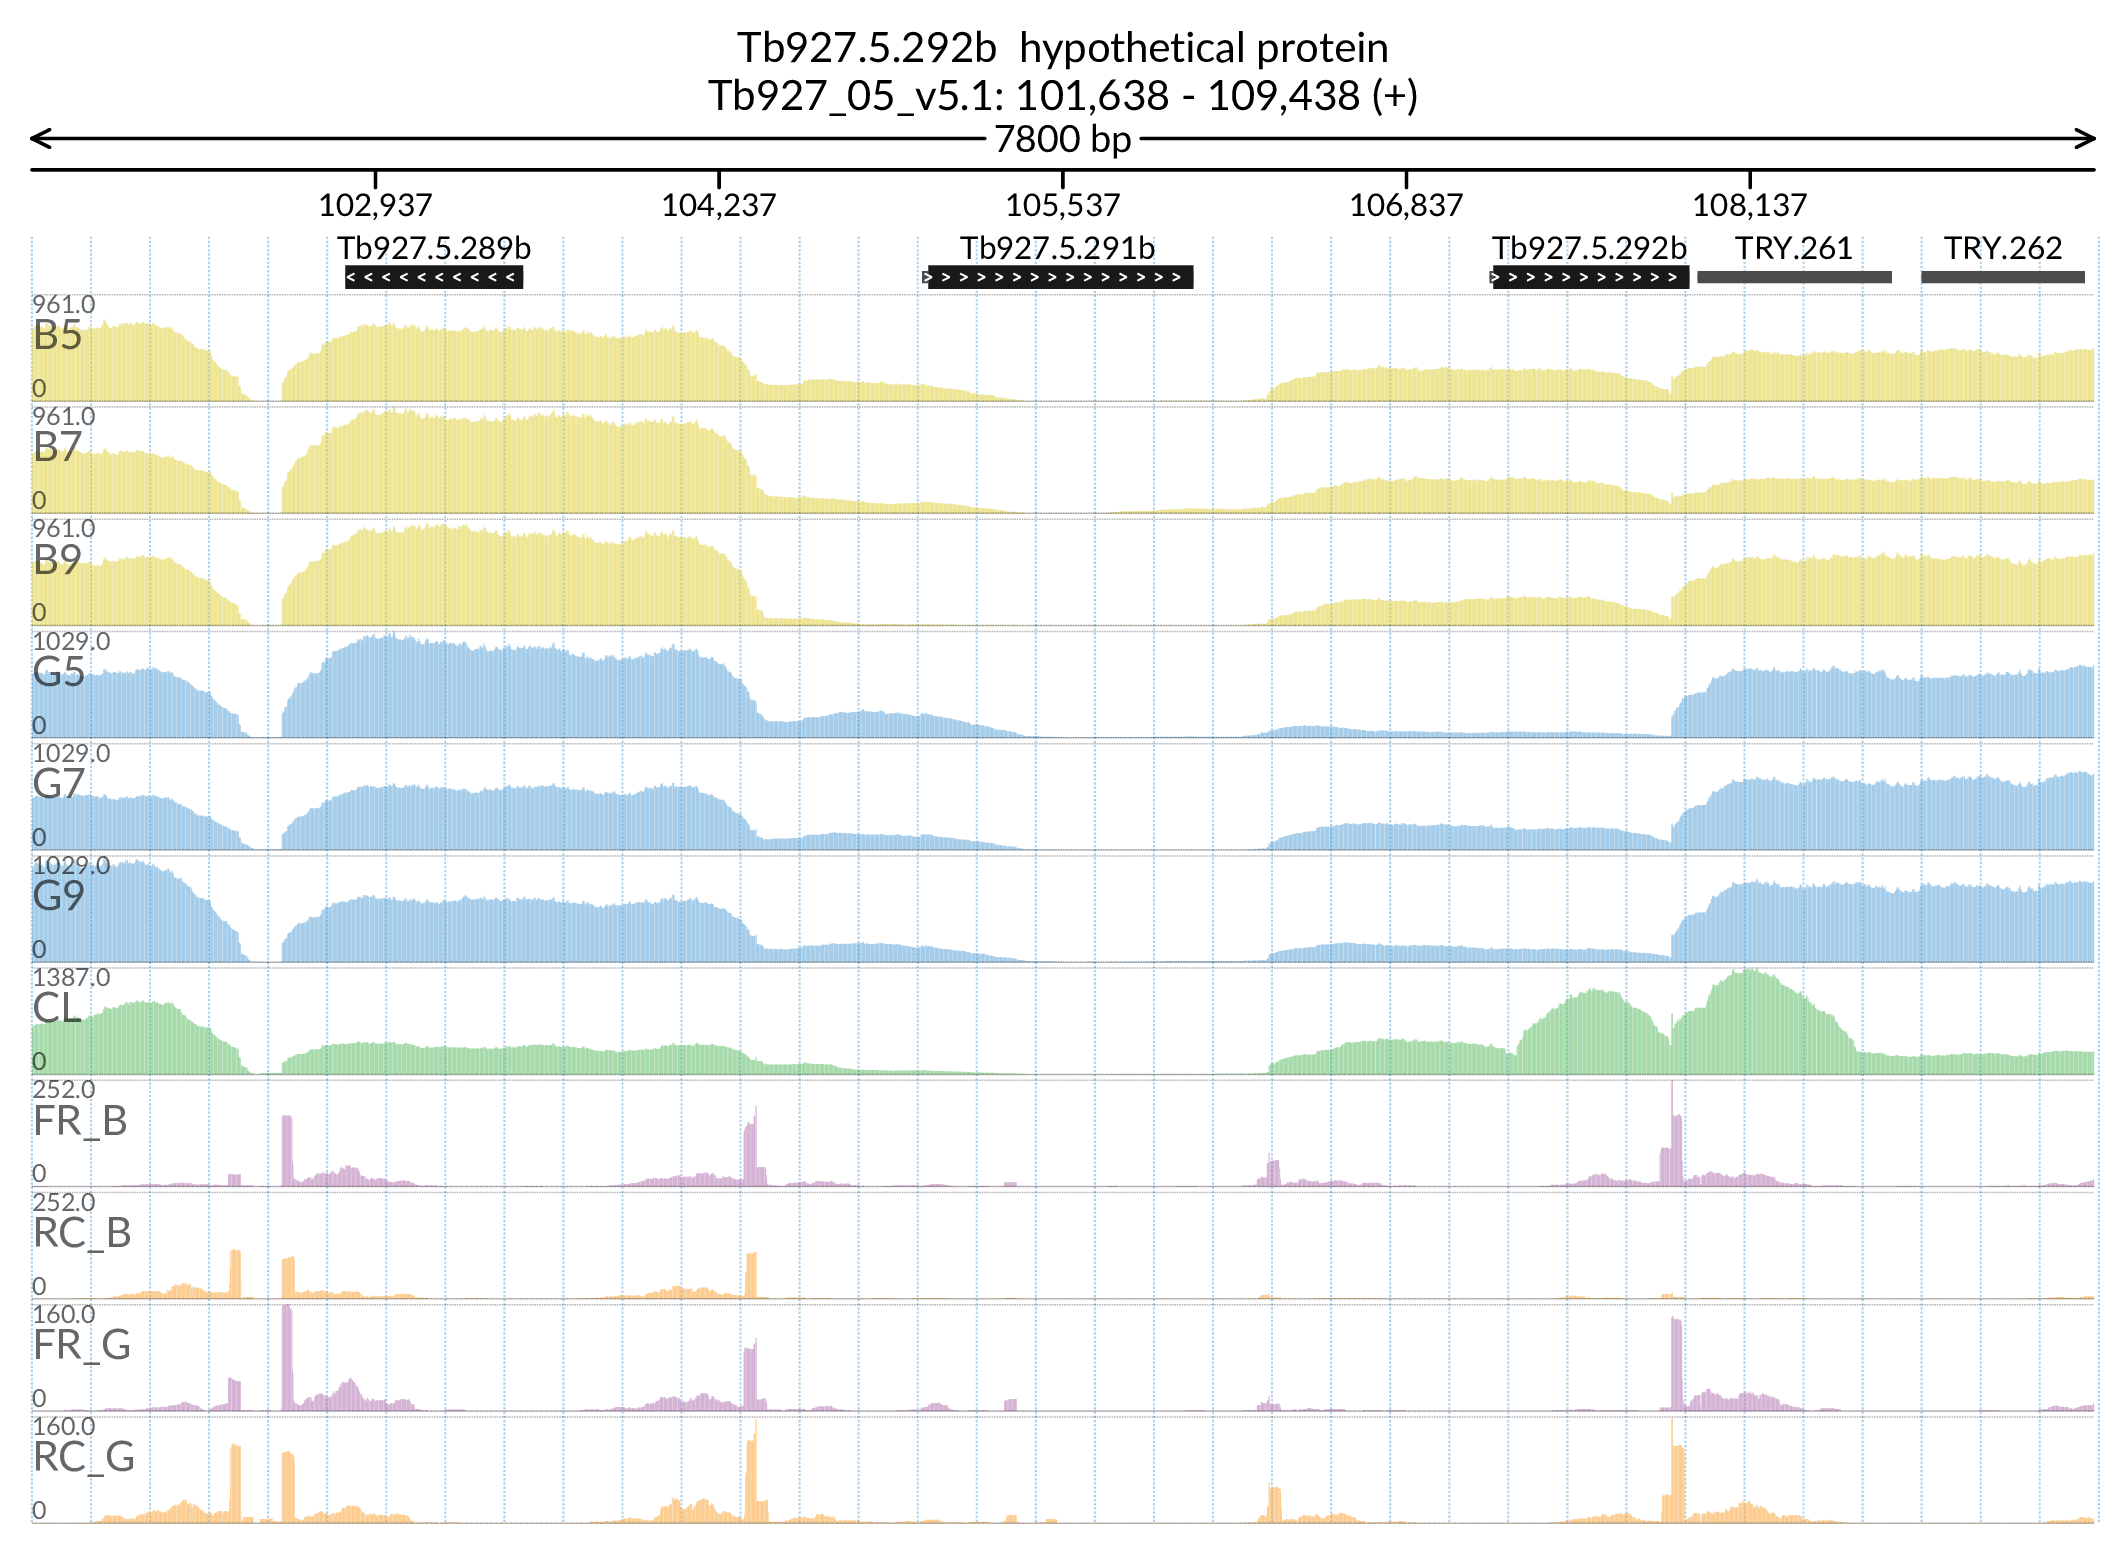 Tb927.5.292b hypothetical protein
Tb927_05_v5.1: 101,638 - 109,438 (+)
7800 bp
102,937 104,237 105,537 106,837 108,137
Tb927.5.289b Tb927.5.291b Tb927.5.292b TRY.261 TRY.262
961.0
B5
0
961.0
B7
0
961.0
B9
0
1029.0
G5
0
1029.0
G7
0
1029.0
G9
0
1387.0
CL
0
252.0
FR_B
0
252.0
RC_B
0
160.0
FR_G
0
160.0
RC_G
0